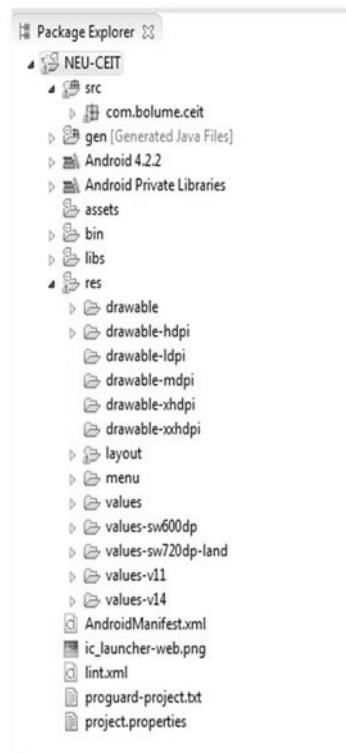 Package Explorer
NEU-CEIT
src
com.bolume.ceit
gen [Generated Java Files]
Android 4.2.2
Android Private Libraries
assets
bin
libs
res
drawable
drawable-hdpi
drawable-ldpi
drawable-mdpi
drawable-xhdpi
drawable-xxhdpi
layout
menu
values
values-sw600dp
values-sw720dp-land
values-v11
values-v14
AndroidManifest.xml
ic_launcher-web.png
lint.xml
proguard-project.txt
project.properties